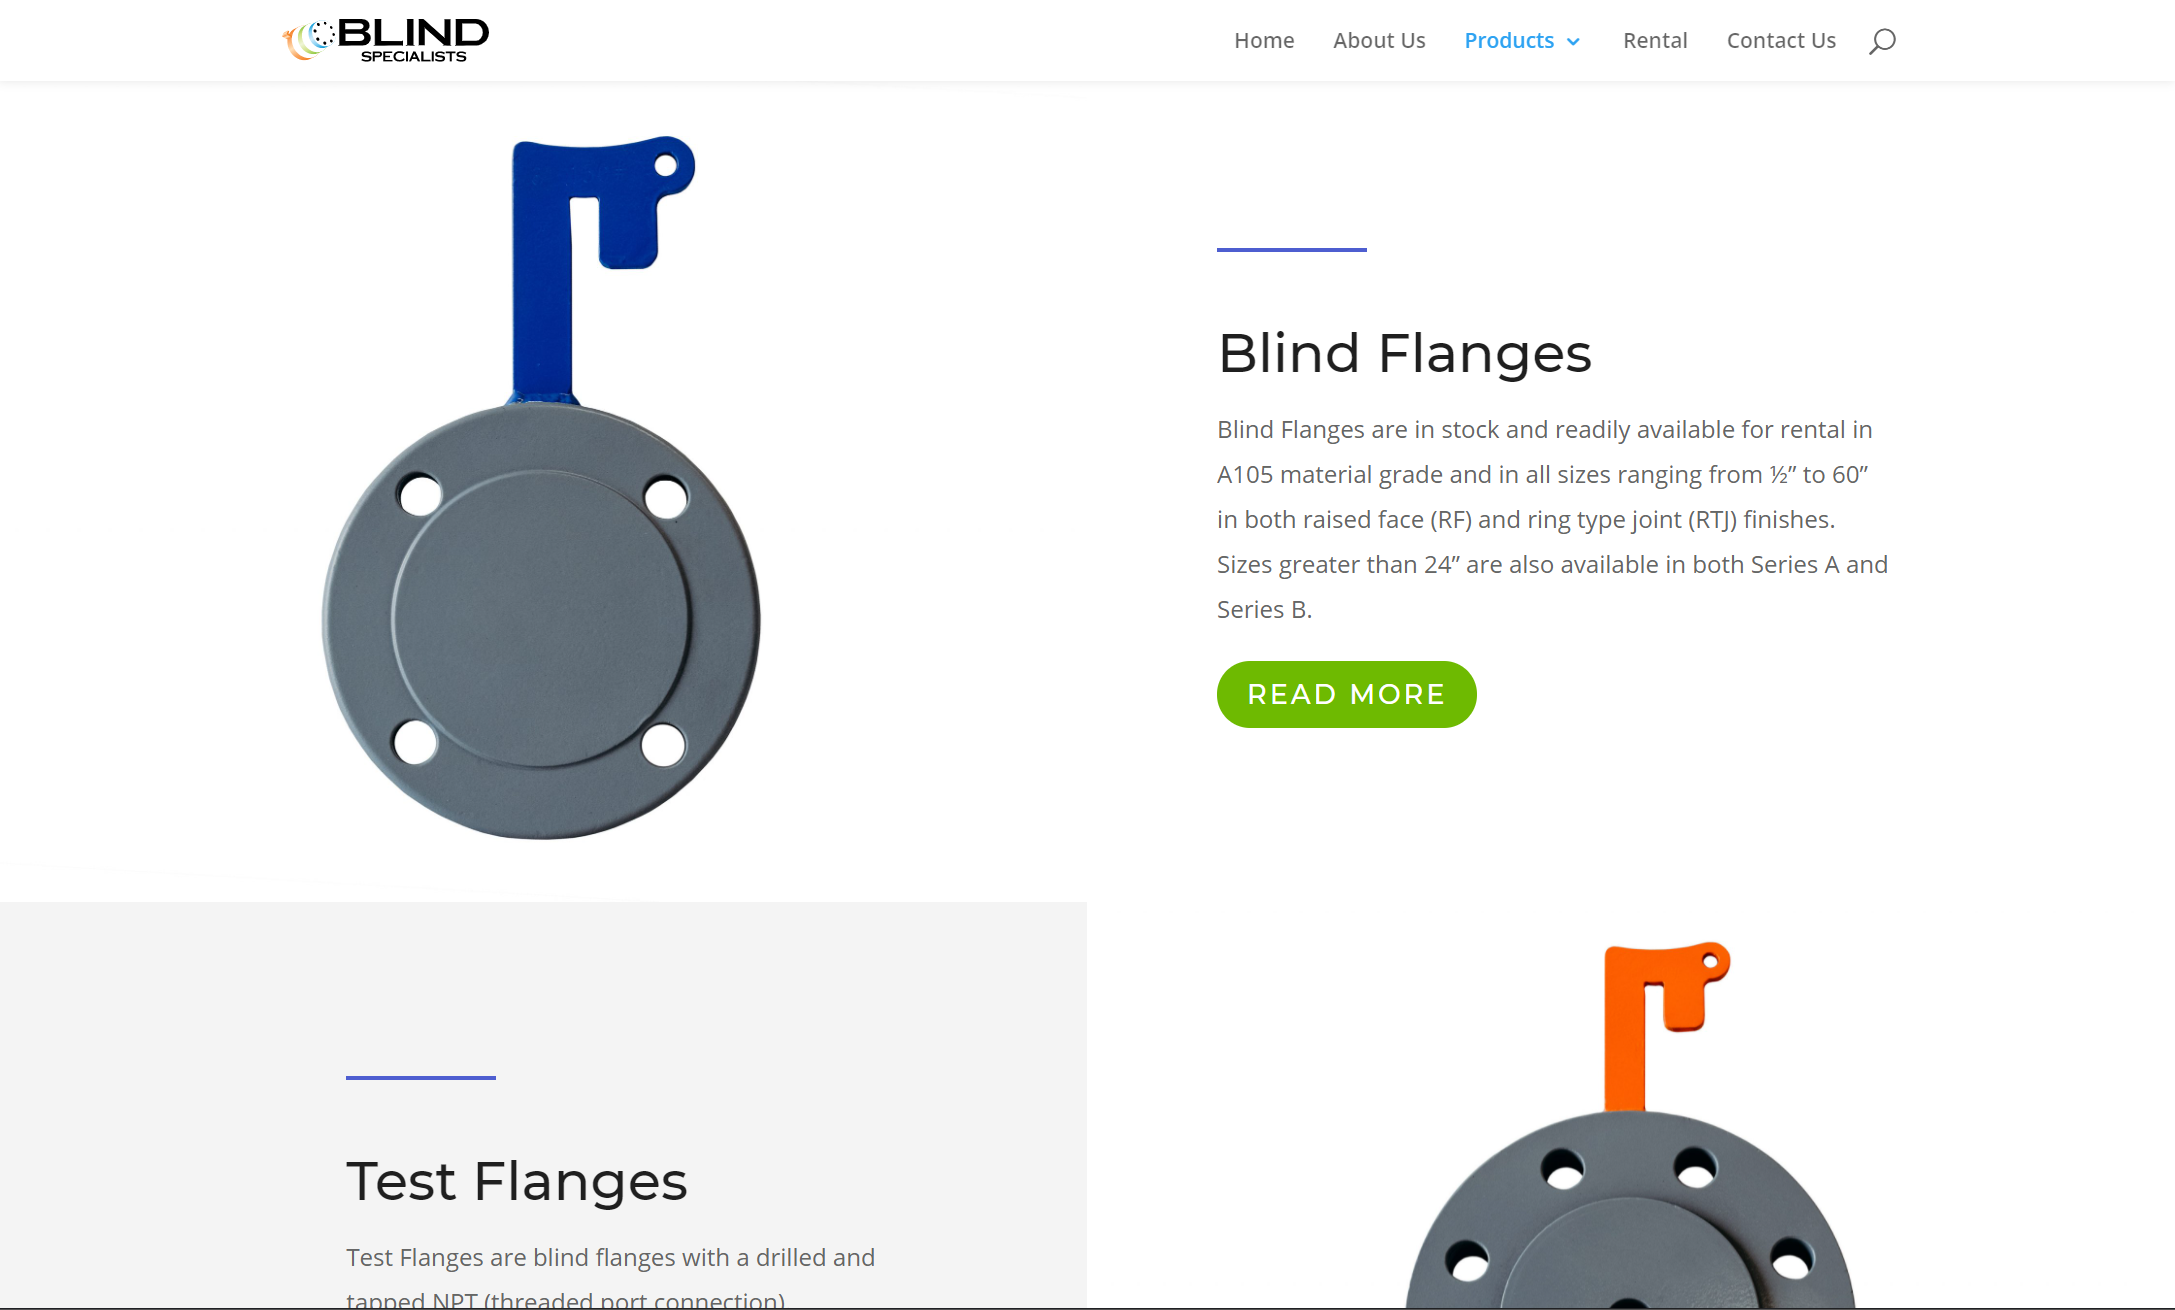 BLIND
SPECIALISTS
Home About Us Products Rental Contact Us
Blind Flanges
Blind Flanges are in stock and readily available for rental in
A105 material grade and in all sizes ranging from ½” to 60”
in both raised face (RF) and ring type joint (RTJ) finishes.
Sizes greater than 24” are also available in both Series A and
Series B.
READ MORE
Test Flanges
Test Flanges are blind flanges with a drilled and
tapped NPT (threaded port connection)